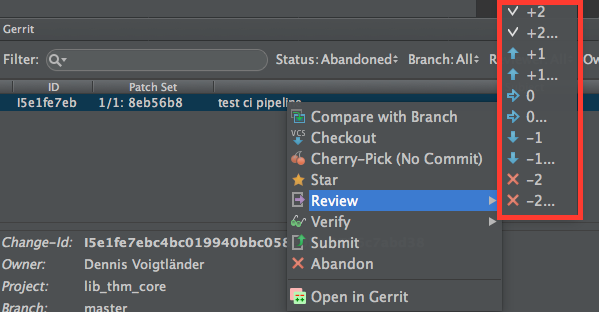 Gerrit
Filter:
Status: Abandoned
Branch: All
R
Ow
ID
Patch Set
I5e1fe7eb
1/1: 8eb56b8
test ci pipeline
Compare with Branch
VCS
Checkout
Cherry-Pick (No Commit)
Star
Review
Verify
Submit
Abandon
Open in Gerrit
+2
+2...
+1
+1...
0
0...
-1
-1...
-2
-2...
Change-Id: I5e1fe7ebc4bc019940bbc058
Owner: Dennis Voigtländer
Project: lib_thm_core
Branch: master